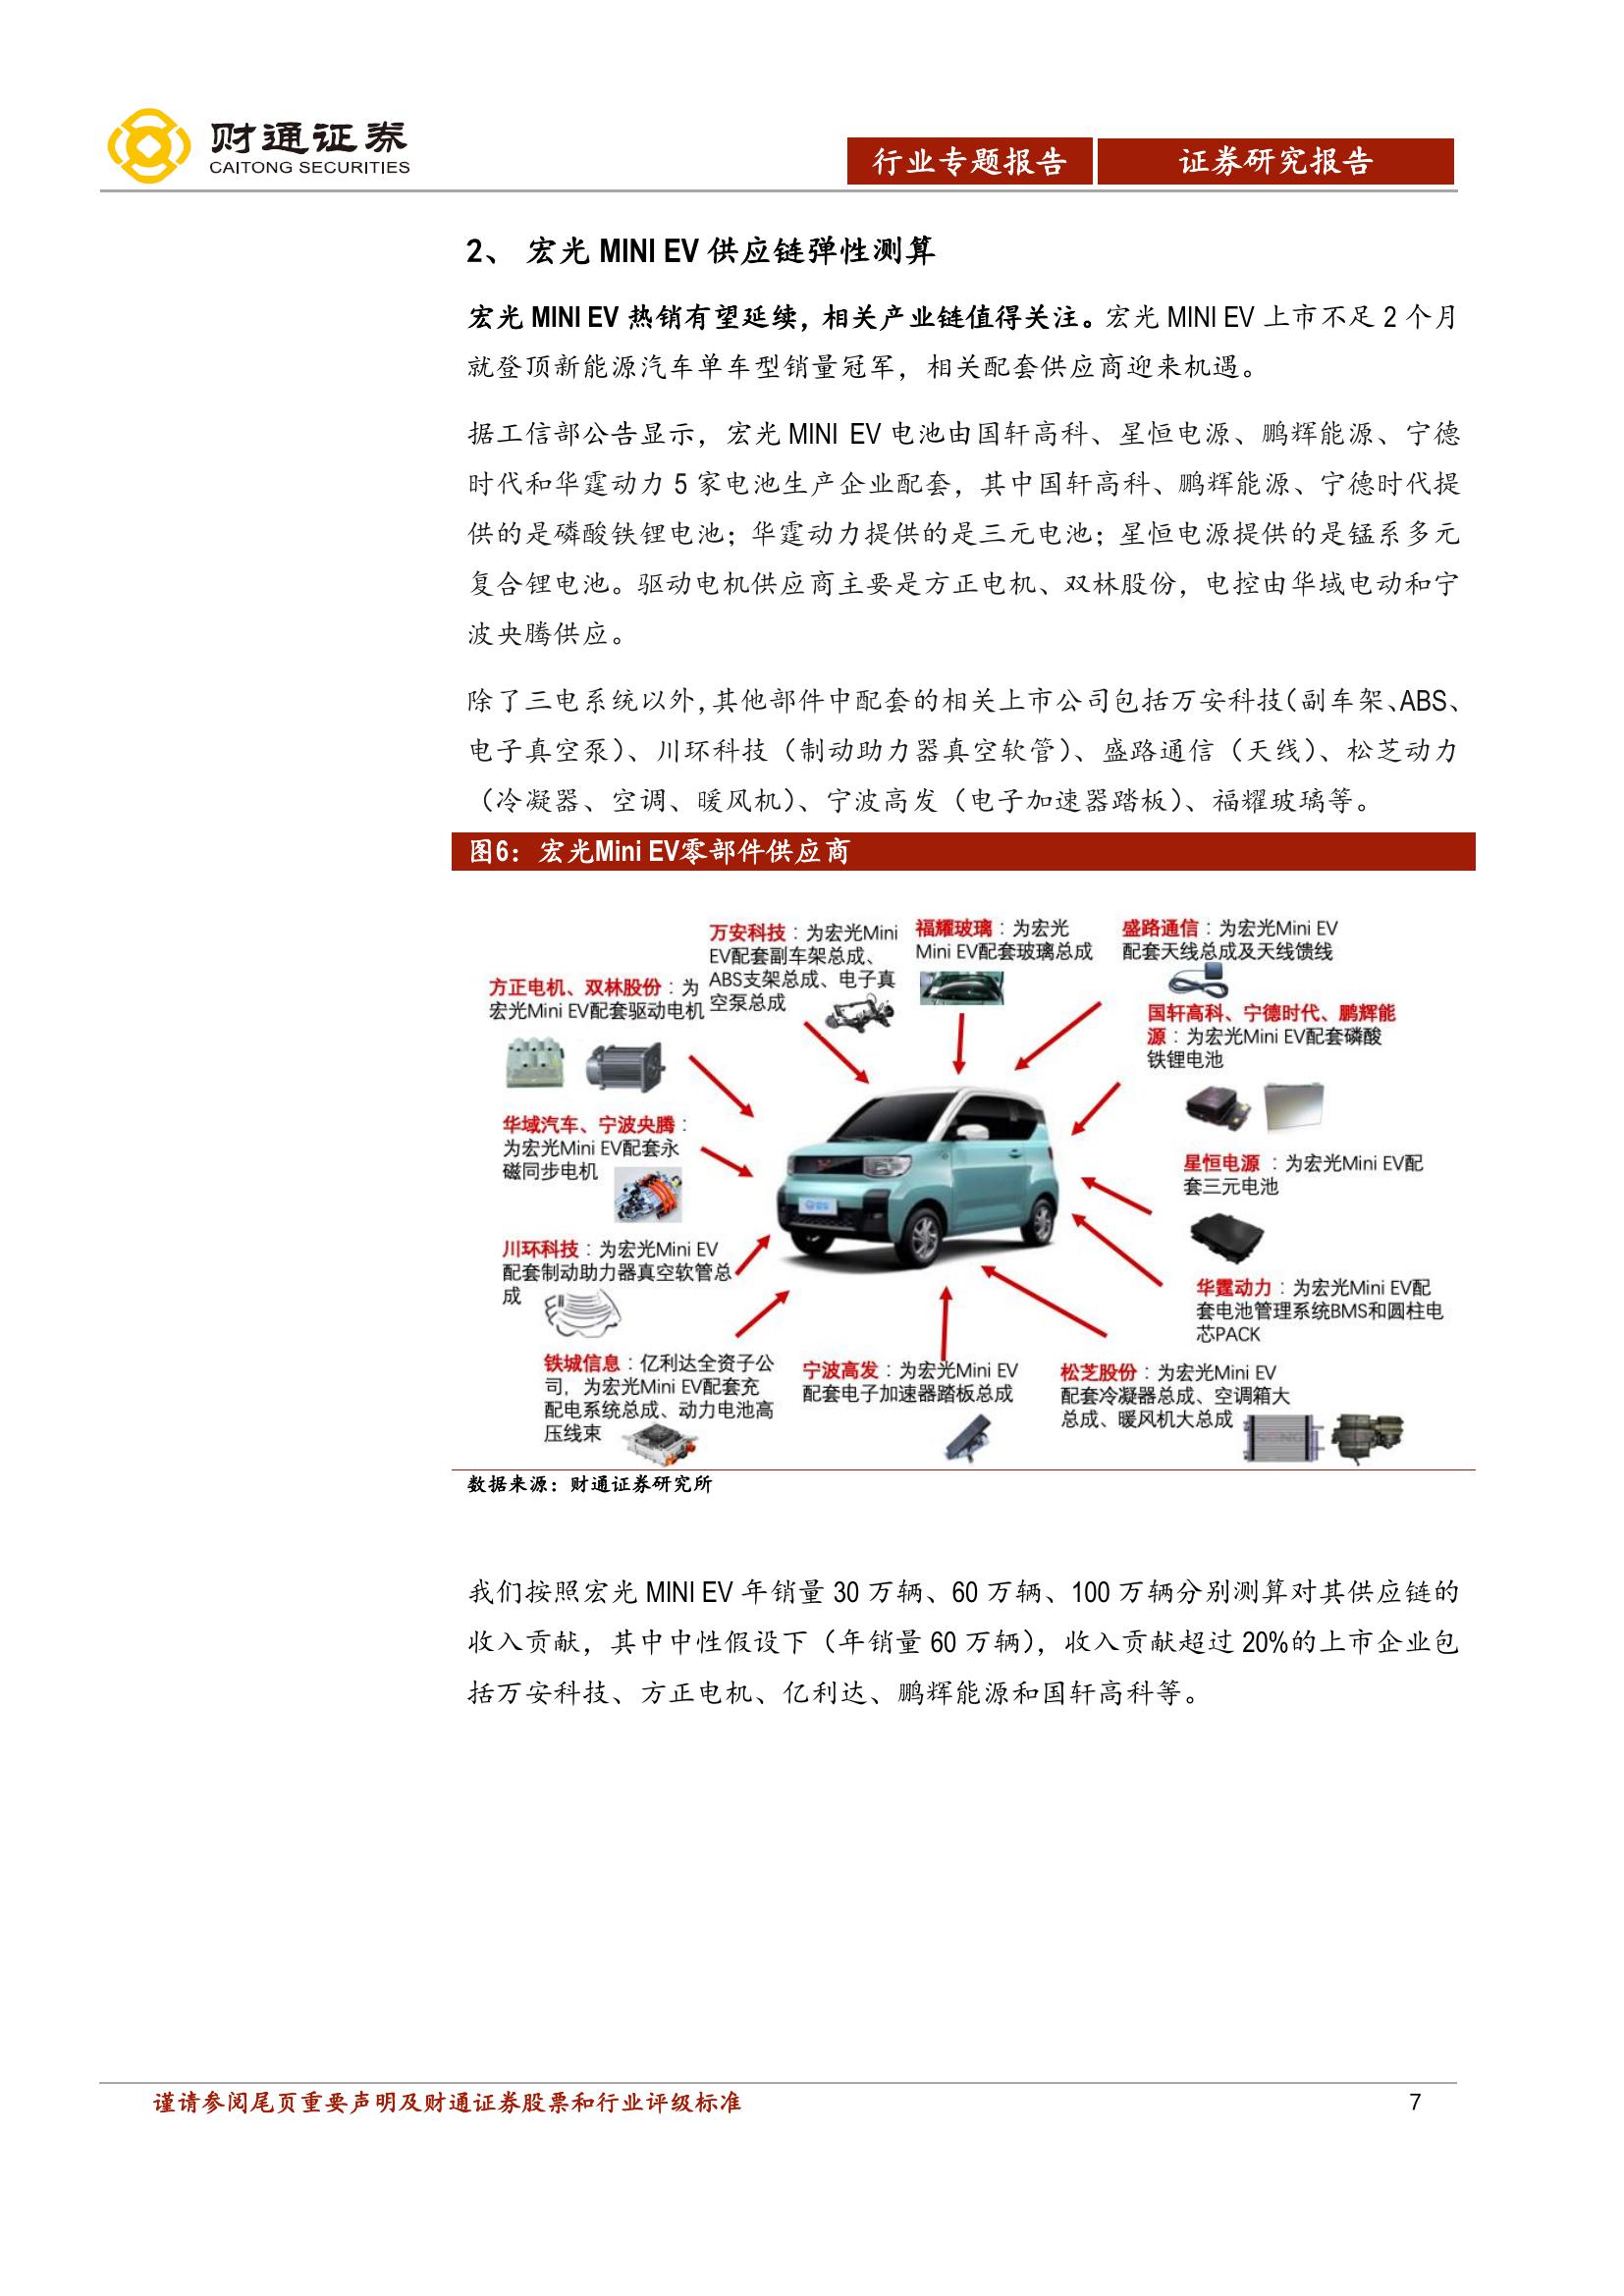 财通证券
CAITONG SECURITIES
行业专题报告 证券研究报告
2、 宏光 MINI EV 供应链弹性测算
宏光 MINI EV 热销有望延续，相关产业链值得关注。宏光 MINI EV 上市不足 2 个月
就登顶新能源汽车单车型销量冠军，相关配套供应商迎来机遇。
据工信部公告显示，宏光 MINI EV 电池由国轩高科、星恒电源、鹏辉能源、宁德
时代和华霆动力 5 家电池生产企业配套，其中国轩高科、鹏辉能源、宁德时代提
供的是磷酸铁锂电池；华霆动力提供的是三元电池；星恒电源提供的是锰系多元
复合锂电池。驱动电机供应商主要是方正电机、双林股份，电控由华域电动和宁
波央腾供应。
除了三电系统以外，其他部件中配套的相关上市公司包括万安科技（副车架、ABS、
电子真空泵）、川环科技（制动助力器真空软管）、盛路通信（天线）、松芝动力
（冷凝器、空调、暖风机）、宁波高发（电子加速器踏板）、福耀玻璃等。
图6：宏光Mini EV零部件供应商
万安科技：为宏光Mini
EV配套副车架总成、
ABS支架总成、电子真
空泵总成
福耀玻璃：为宏光
Mini EV配套玻璃总成
盛路通信：为宏光Mini EV
配套天线总成及天线馈线
方正电机、双林股份：为
宏光Mini EV配套驱动电机
国轩高科、宁德时代、鹏辉能
源：为宏光Mini EV配套磷酸
铁锂电池
华域汽车、宁波央腾：
为宏光Mini EV配套永
磁同步电机
星恒电源 ：为宏光Mini EV配
套三元电池
川环科技：为宏光Mini EV
配套制动助力器真空软管总
成
华霆动力：为宏光Mini EV配
套电池管理系统BMS和圆柱电
芯PACK
铁城信息：亿利达全资子公
司，为宏光Mini EV配套充
配电系统总成、动力电池高
压线束
宁波高发：为宏光Mini EV
配套电子加速器踏板总成
松芝股份：为宏光Mini EV
配套冷凝器总成、空调箱大
总成、暖风机大总成
数据来源：财通证券研究所
我们按照宏光 MINI EV 年销量 30 万辆、60 万辆、100 万辆分别测算对其供应链的
收入贡献，其中中性假设下（年销量 60 万辆），收入贡献超过 20%的上市企业包
括万安科技、方正电机、亿利达、鹏辉能源和国轩高科等。
谨请参阅尾页重要声明及财通证券股票和行业评级标准 7